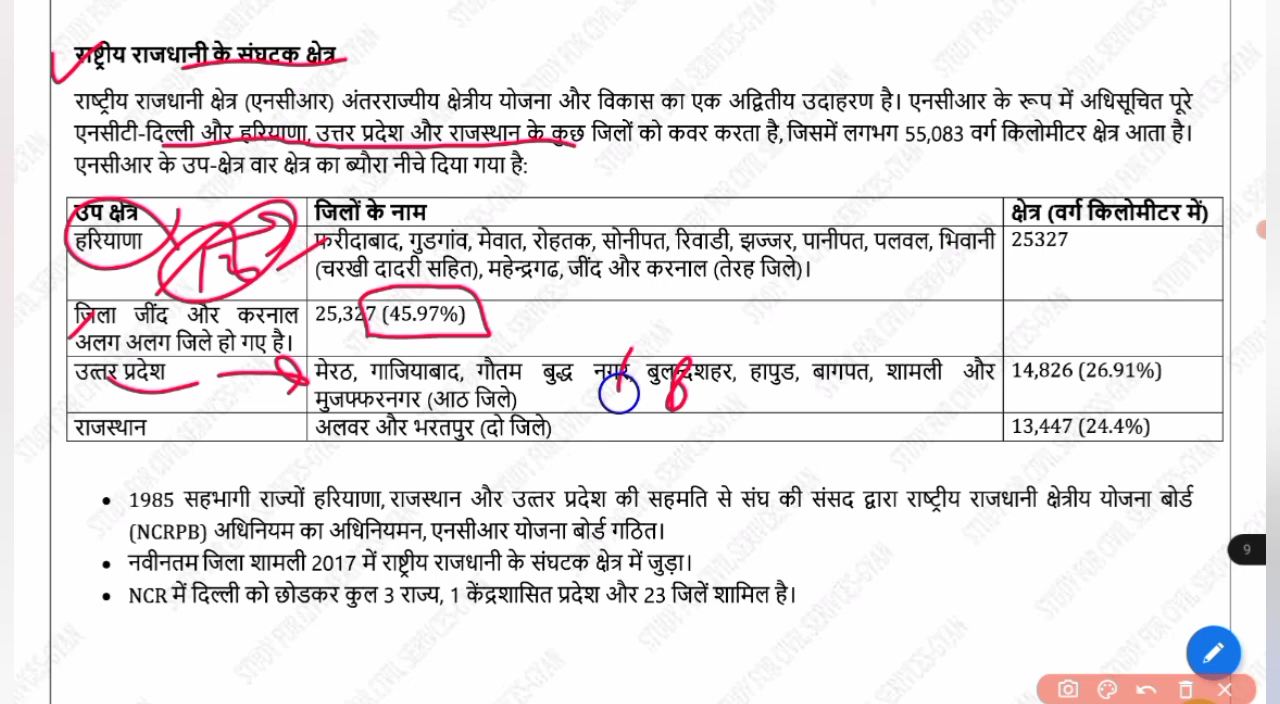 राष्ट्रीय राजधानी के संघटक क्षेत्र
राष्ट्रीय राजधानी क्षेत्र (एनसीआर) अंतरराज्यीय क्षेत्रीय योजना और विकास का एक अद्वितीय उदाहरण है। एनसीआर के रूप में अधिसूचित पूरे
एनसीटी-दिल्ली और हरियाणा, उत्तर प्रदेश और राजस्थान के कुछ जिलों को कवर करता है, जिसमें लगभग 55,083 वर्ग किलोमीटर क्षेत्र आता है।
एनसीआर के उप-क्षेत्र वार क्षेत्र का ब्यौरा नीचे दिया गया है:
उप क्षेत्र जिलों के नाम क्षेत्र (वर्ग किलोमीटर में)
हरियाणा फरीदाबाद, गुडगांव, मेवात, रोहतक, सोनीपत, रिवाडी, झज्जर, पानीपत, पलवल, भिवानी 25327
(चरखी दादरी सहित), महेन्द्रगढ, जींद और करनाल (तेरह जिले)।
13
जिला जींद और करनाल 25,327 (45.97%)
अलग अलग जिले हो गए है।
उत्तर प्रदेश मेरठ, गाजियाबाद, गौतम बुद्ध नगर, बुलन्दशहर, हापुड, बागपत, शामली और 14,826 (26.91%)
मुजफ्फरनगर (आठ जिले)
राजस्थान अलवर और भरतपुर (दो जिले) 13,447 (24.4%)
• 1985 सहभागी राज्यों हरियाणा, राजस्थान और उत्तर प्रदेश की सहमति से संघ की संसद द्वारा राष्ट्रीय राजधानी क्षेत्रीय योजना बोर्ड
(NCRPB) अधिनियम का अधिनियमन, एनसीआर योजना बोर्ड गठित।
• नवीनतम जिला शामली 2017 में राष्ट्रीय राजधानी के संघटक क्षेत्र में जुड़ा।
• NCR में दिल्ली को छोडकर कुल 3 राज्य, 1 केंद्रशासित प्रदेश और 23 जिलें शामिल है।
9